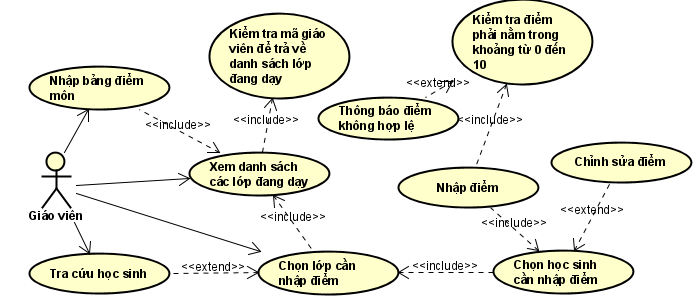 Kiểm tra mã giáo
viên để trả về
danh sách lớp
đang dạy
Kiểm tra điểm
phải nằm trong
khoảng từ 0 đến
10
Nhập bảng điểm
môn
<<extend>>
Thông báo điểm
không hợp lệ
<<include>>
<<include>>
<<include>>
Xem danh sách
các lớp đang dạy
Chỉnh sửa điểm
Nhập điểm
Giáo viên
<<include>>
<<include>>
<<extend>>
Tra cứu học sinh
<<extend>>
Chọn lớp cần
nhập điểm
<<include>>
Chọn học sinh
cần nhập điểm